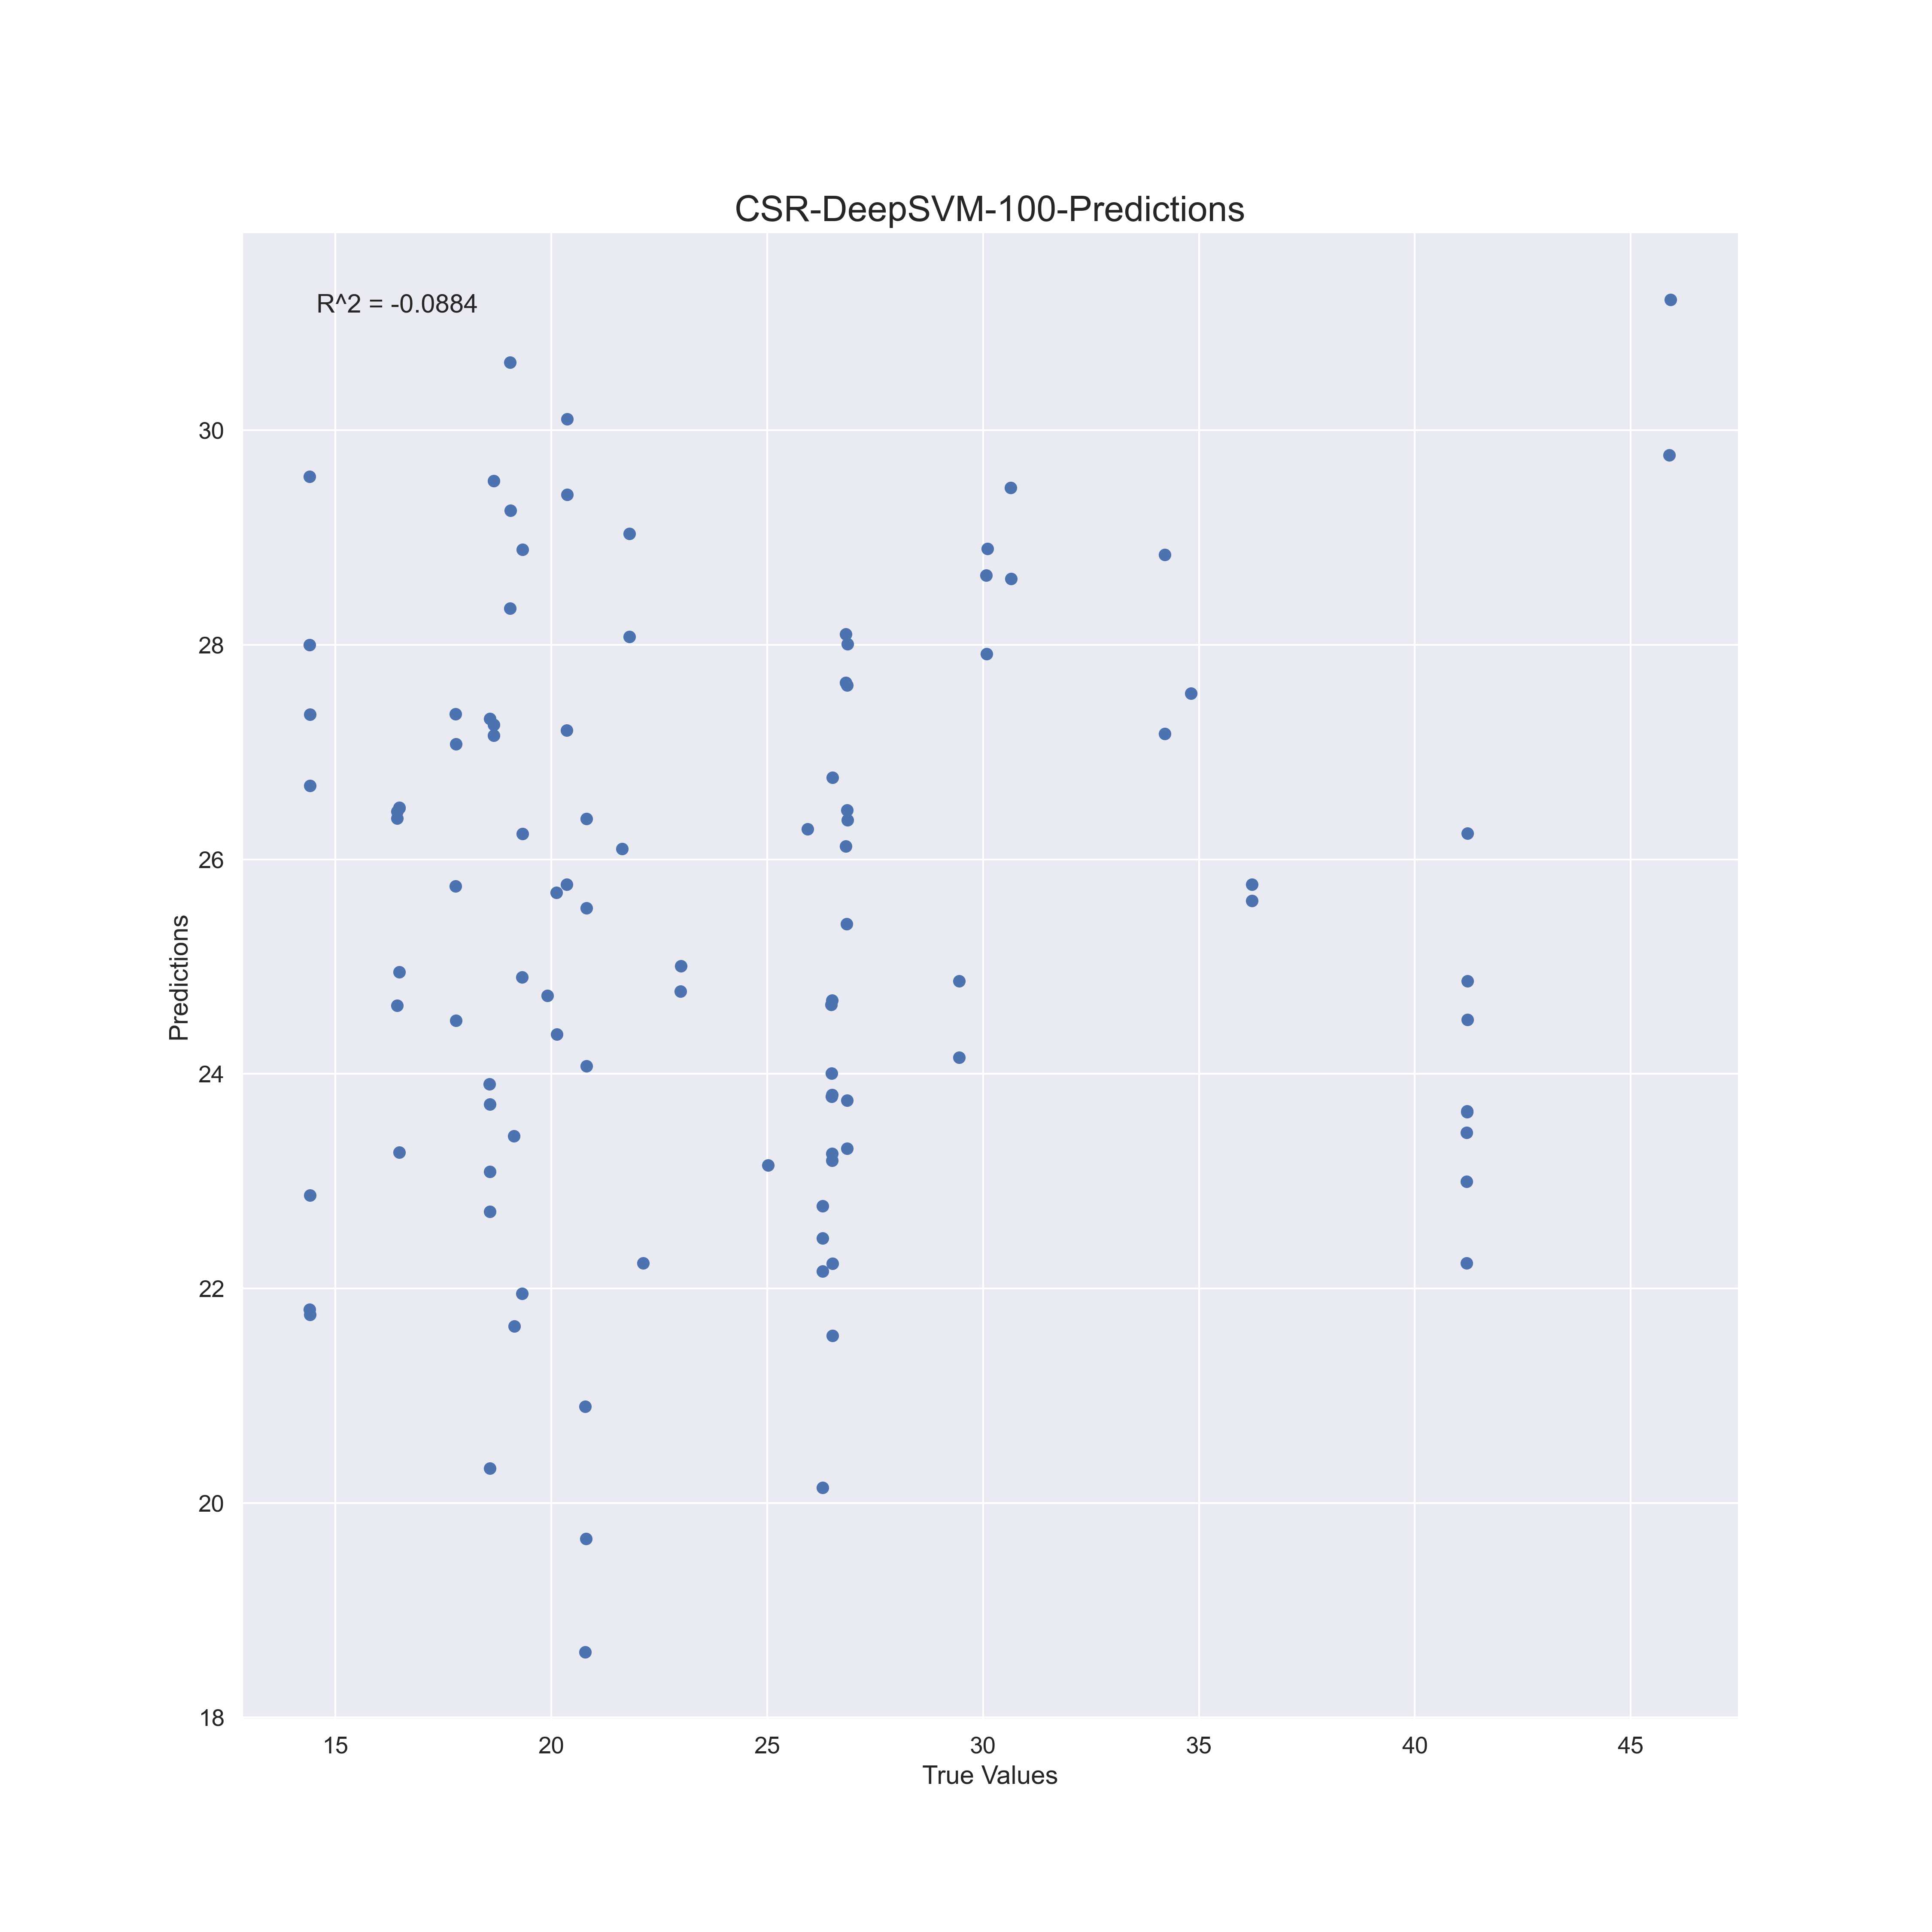 CSR-DeepSVM-100-Predictions
R^2 = -0.0884
30
28
26
24
22
20
18
Predictions
15 20 25 30 35 40 45
True Values